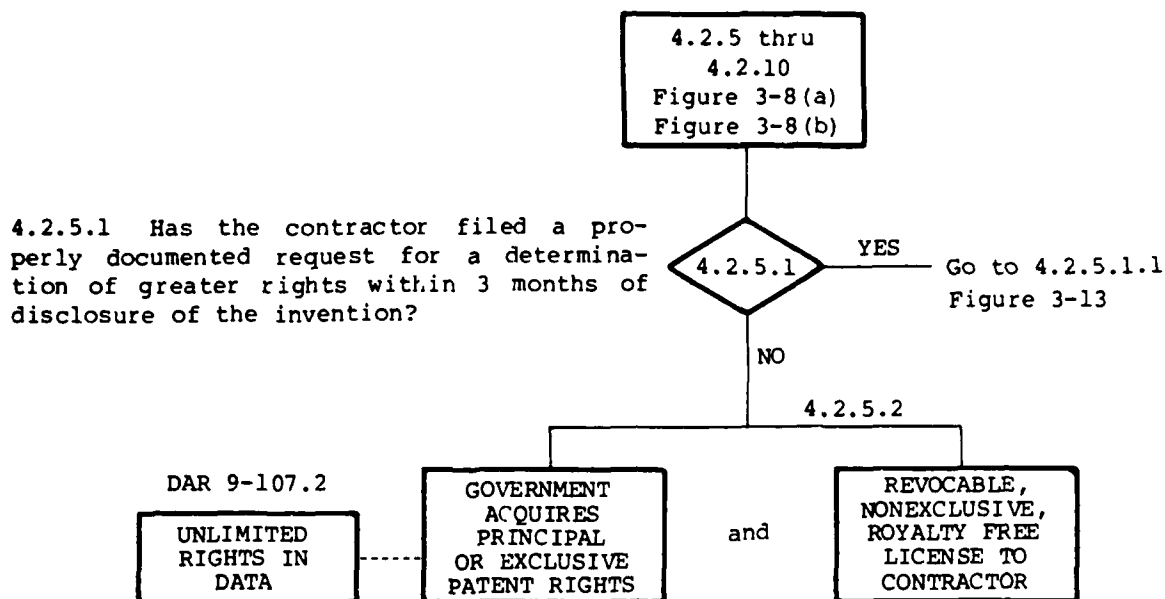 4.2.5 thru
4.2.10
Figure 3-8(a)
Figure 3-8(b)
4.2.5.1 Has the contractor filed a pro-
perly documented request for a determina-
tion of greater rights within 3 months of
disclosure of the invention?
4.2.5.1
YES
Go to 4.2.5.1.1
Figure 3-13
NO
4.2.5.2
DAR 9-107.2
UNLIMITED
RIGHTS IN
DATA
GOVERNMENT
ACQUIRES
PRINCIPAL
OR EXCLUSIVE
PATENT RIGHTS
and
REVOCABLE,
NONEXCLUSIVE,
ROYALTY FREE
LICENSE TO
CONTRACTOR